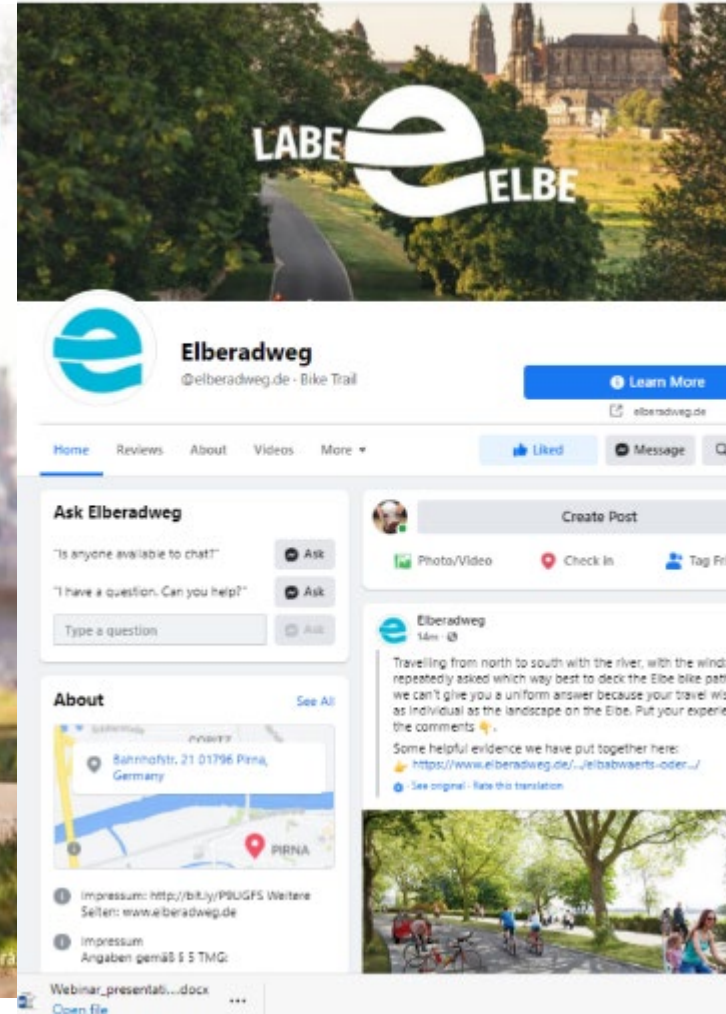 LABE
ELBE
Elberadweg
@elberadweg.de · Bike Trail
Learn More
elberadweg.de
Home Reviews About Videos More
Liked Message
Ask Elberadweg
"Is anyone available to chat?" Ask
"I have a question. Can you help?" Ask
Type a question Ask
About See All
COPITZ
Bahnhofstr. 21 01796 Pirna,
Germany
PIRNA
Impressum: http://bit.ly/P9UGFS Weitere
Seiten: www.elberadweg.de
Impressum
Angaben gemäß § 5 TMG:
Create Post
Photo/Video Check in Tag Fri
Elberadweg
14m
Travelling from north to south with the river, with the wind
repeatedly asked which way best to deck the Elbe bike pat
we can't give you a uniform answer because your travel wis
as individual as the landscape on the Elbe. Put your experie
the comments
Some helpful evidence we have put together here:
https://www.elberadweg.de/.../elbabwaerts-oder.../
· See original · Rate this translation
Webinar_presentati....docx
Open file